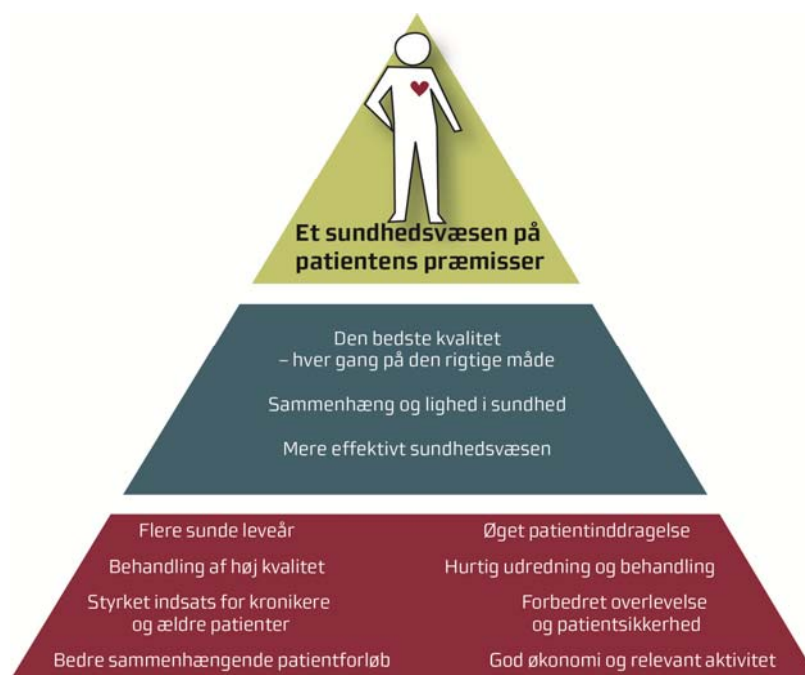 Et sundhedsvæsen på
patientens præmisser
Den bedste kvalitet
– hver gang på den rigtige måde
Sammenhæng og lighed i sundhed
Mere effektivt sundhedsvæsen
Flere sunde leveår
Behandling af høj kvalitet
Styrket indsats for kronikere
og ældre patienter
Bedre sammenhængende patientforløb
Øget patientinddragelse
Hurtig udredning og behandling
Forbedret overlevelse
og patientsikkerhed
God økonomi og relevant aktivitet